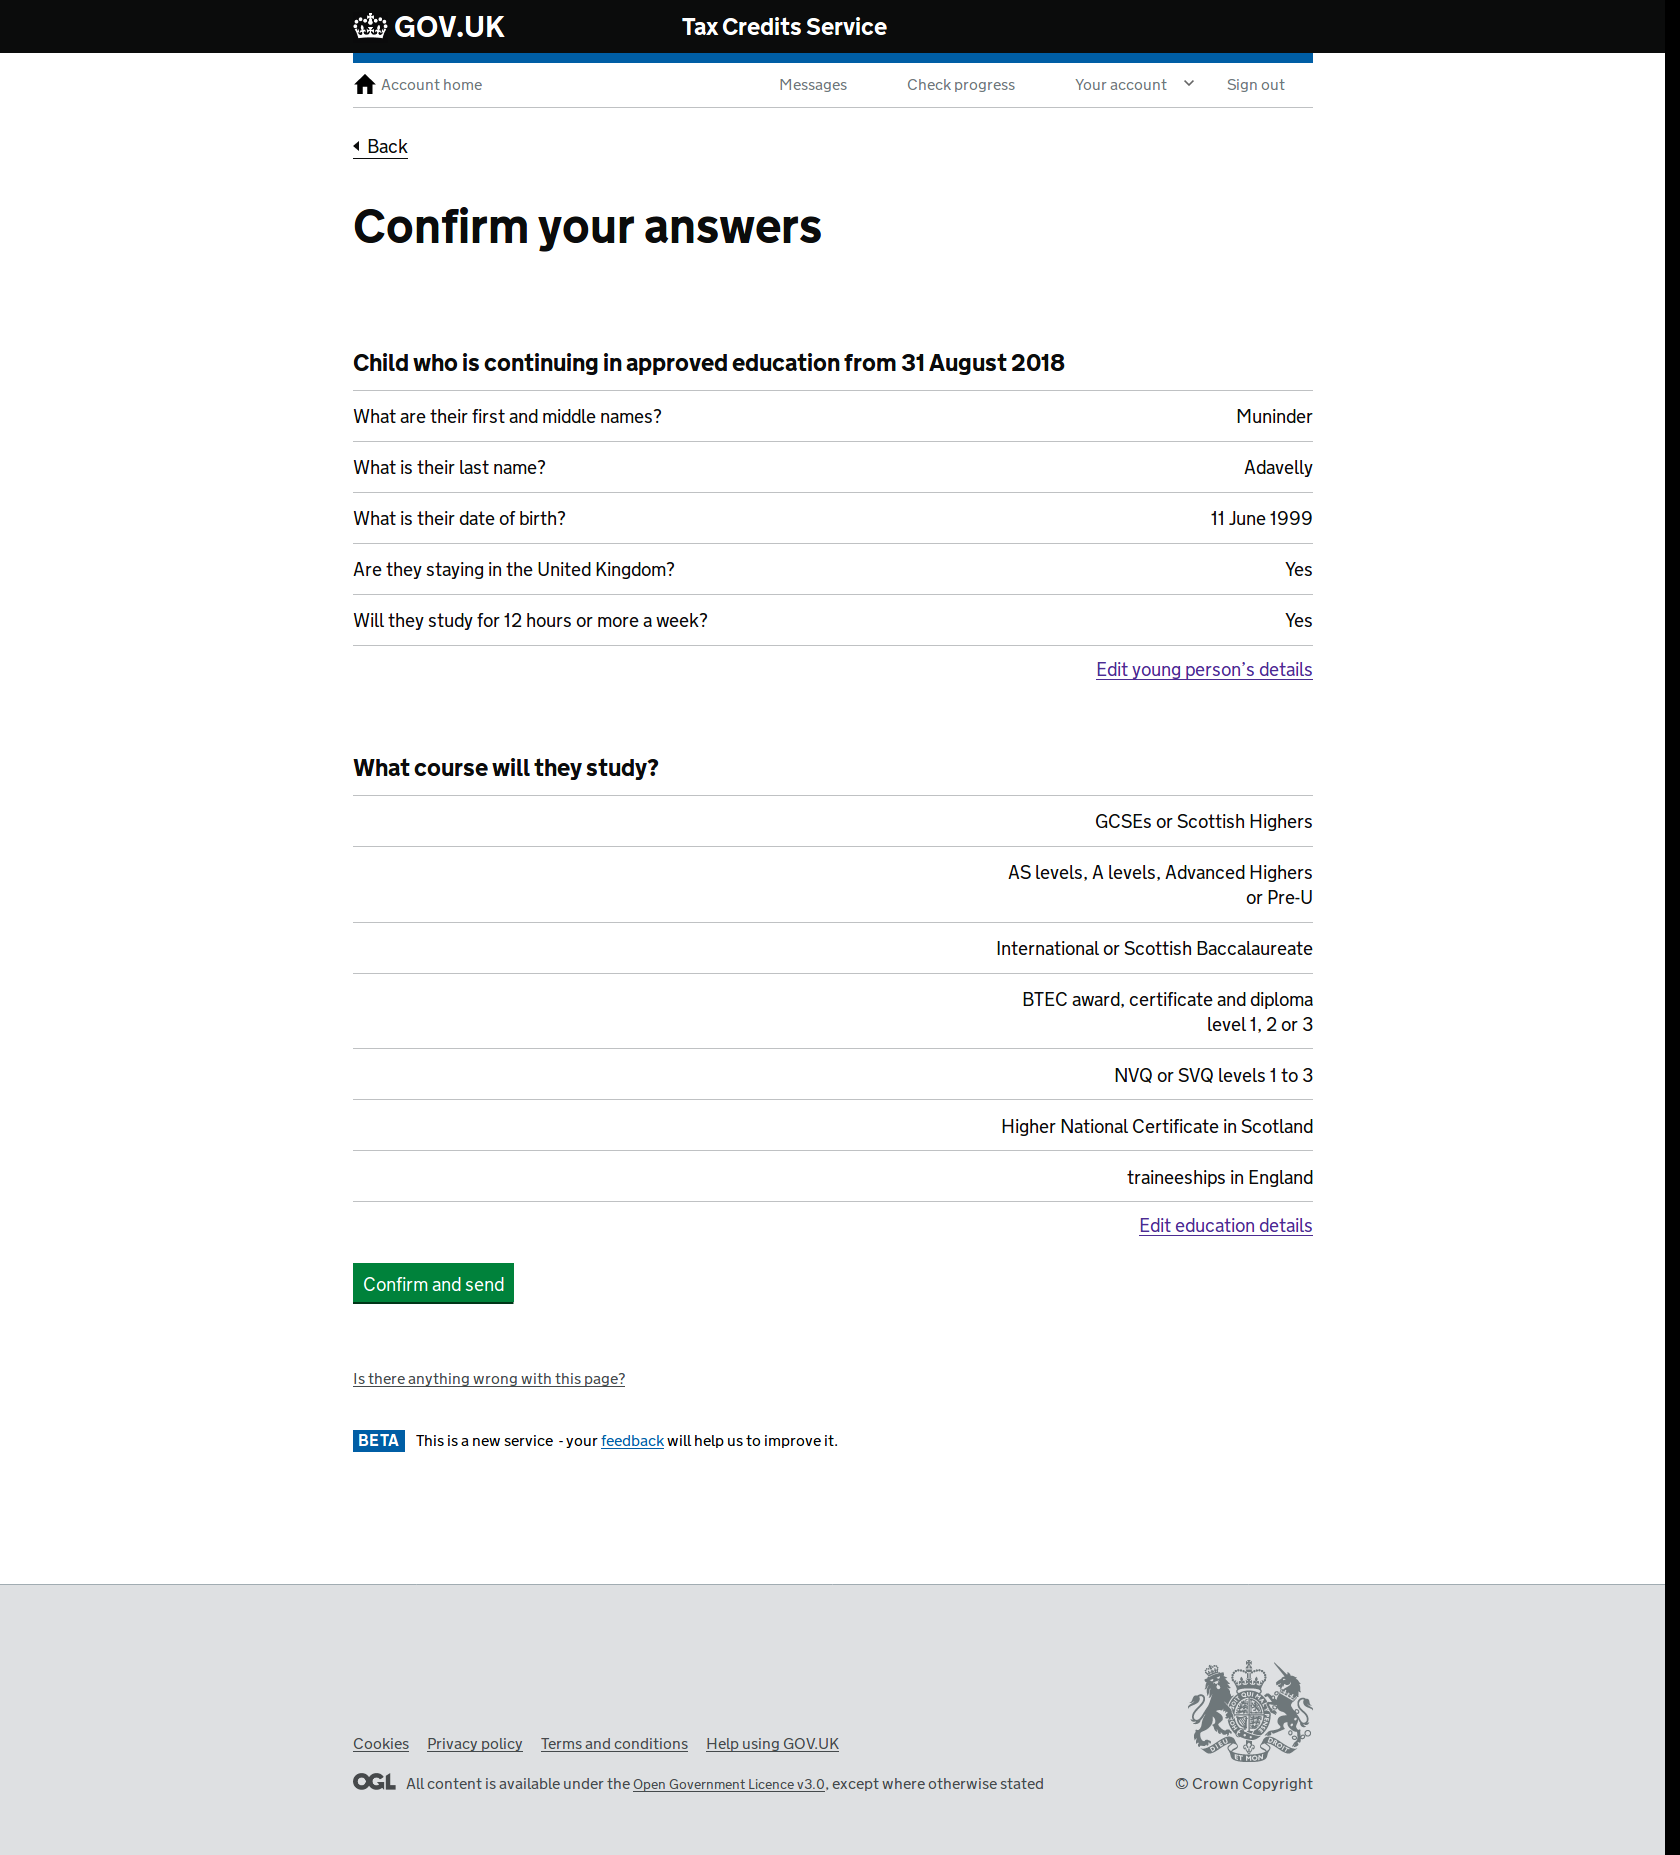 GOV.UK
Tax Credits Service
Account home
Messages
Check progress
Your account
Sign out
Back
Confirm your answers
Child who is continuing in approved education from 31 August 2018
What are their first and middle names? Muninder
What is their last name? Adavelly
What is their date of birth? 11 June 1999
Are they staying in the United Kingdom? Yes
Will they study for 12 hours or more a week? Yes
Edit young person's details
What course will they study?
GCSEs or Scottish Highers
AS levels, A levels, Advanced Highers
or Pre-U
International or Scottish Baccalaureate
BTEC award, certificate and diploma
level 1, 2 or 3
NVQ or SVQ levels 1 to 3
Higher National Certificate in Scotland
traineeships in England
Edit education details
Confirm and send
Is there anything wrong with this page?
BETA This is a new service - your feedback will help us to improve it.
Cookies Privacy policy Terms and conditions Help using GOV.UK
OGL All content is available under the Open Government Licence v3.0, except where otherwise stated
© Crown Copyright